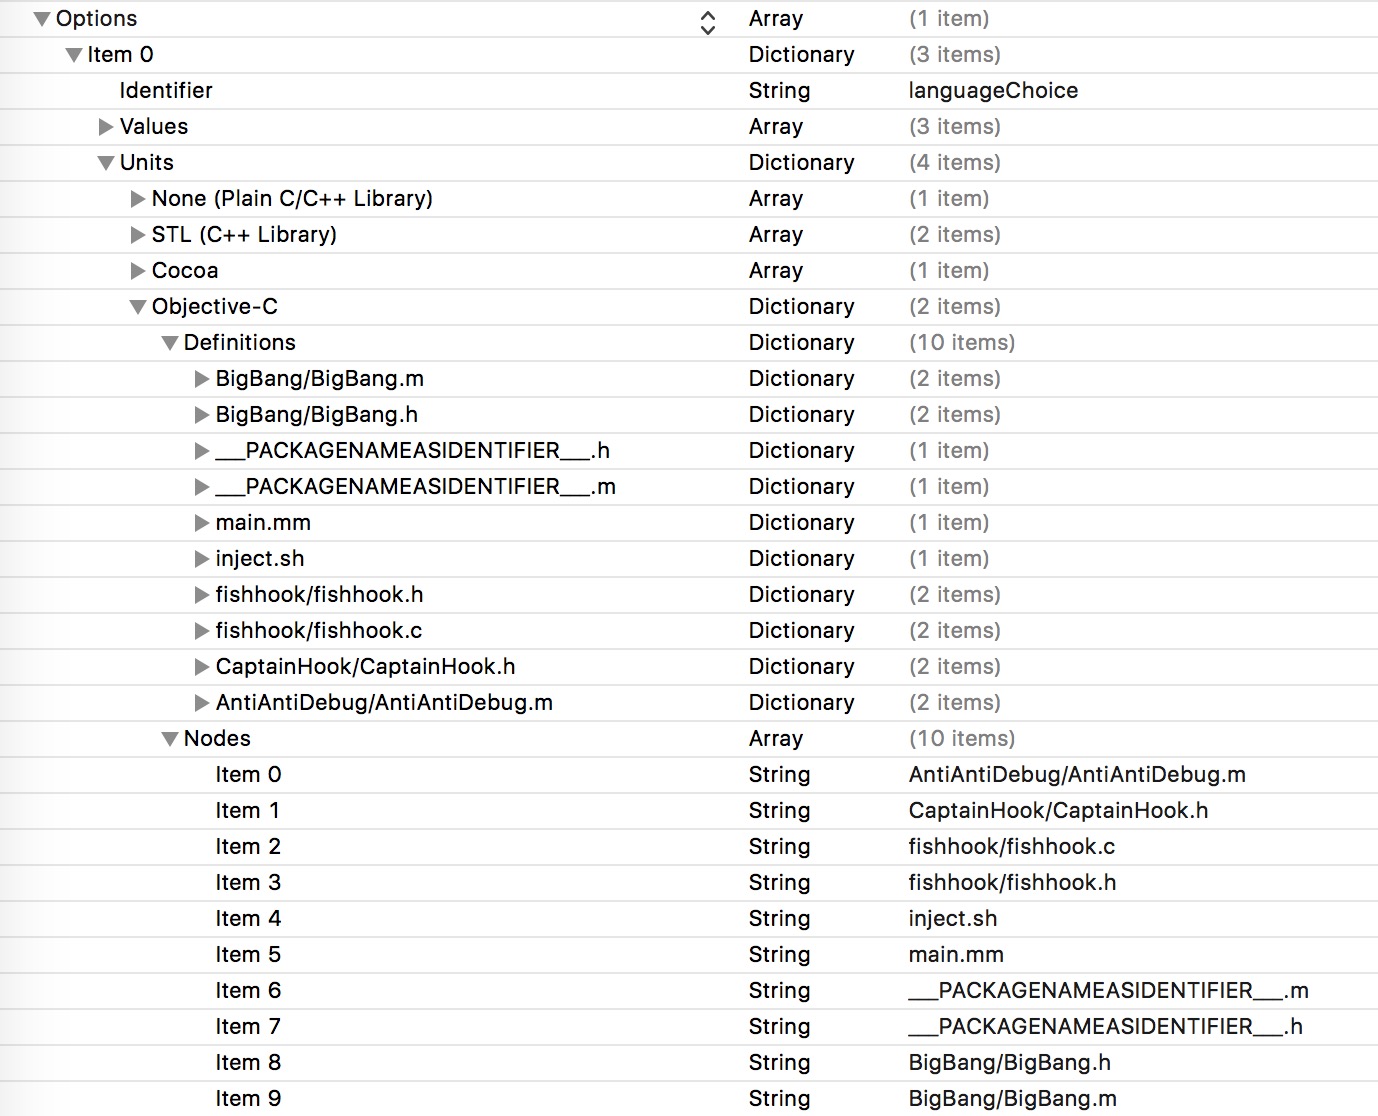 Options Array (1 item)
Item 0 Dictionary (3 items)
Identifier String languageChoice
Values Array (3 items)
Units Dictionary (4 items)
None (Plain C/C++ Library) Array (1 item)
STL (C++ Library) Array (2 items)
Cocoa Array (1 item)
Objective-C Dictionary (2 items)
Definitions Dictionary (10 items)
BigBang/BigBang.m Dictionary (2 items)
BigBang/BigBang.h Dictionary (2 items)
___PACKAGENAMEASIDENTIFIER___.h Dictionary (1 item)
___PACKAGENAMEASIDENTIFIER___.m Dictionary (1 item)
main.mm Dictionary (1 item)
inject.sh Dictionary (1 item)
fishhook/fishhook.h Dictionary (2 items)
fishhook/fishhook.c Dictionary (2 items)
CaptainHook/CaptainHook.h Dictionary (2 items)
AntiAntiDebug/AntiAntiDebug.m Dictionary (2 items)
Nodes Array (10 items)
Item 0 String AntiAntiDebug/AntiAntiDebug.m
Item 1 String CaptainHook/CaptainHook.h
Item 2 String fishhook/fishhook.c
Item 3 String fishhook/fishhook.h
Item 4 String inject.sh
Item 5 String main.mm
Item 6 String ___PACKAGENAMEASIDENTIFIER___.m
Item 7 String ___PACKAGENAMEASIDENTIFIER___.h
Item 8 String BigBang/BigBang.h
Item 9 String BigBang/BigBang.m